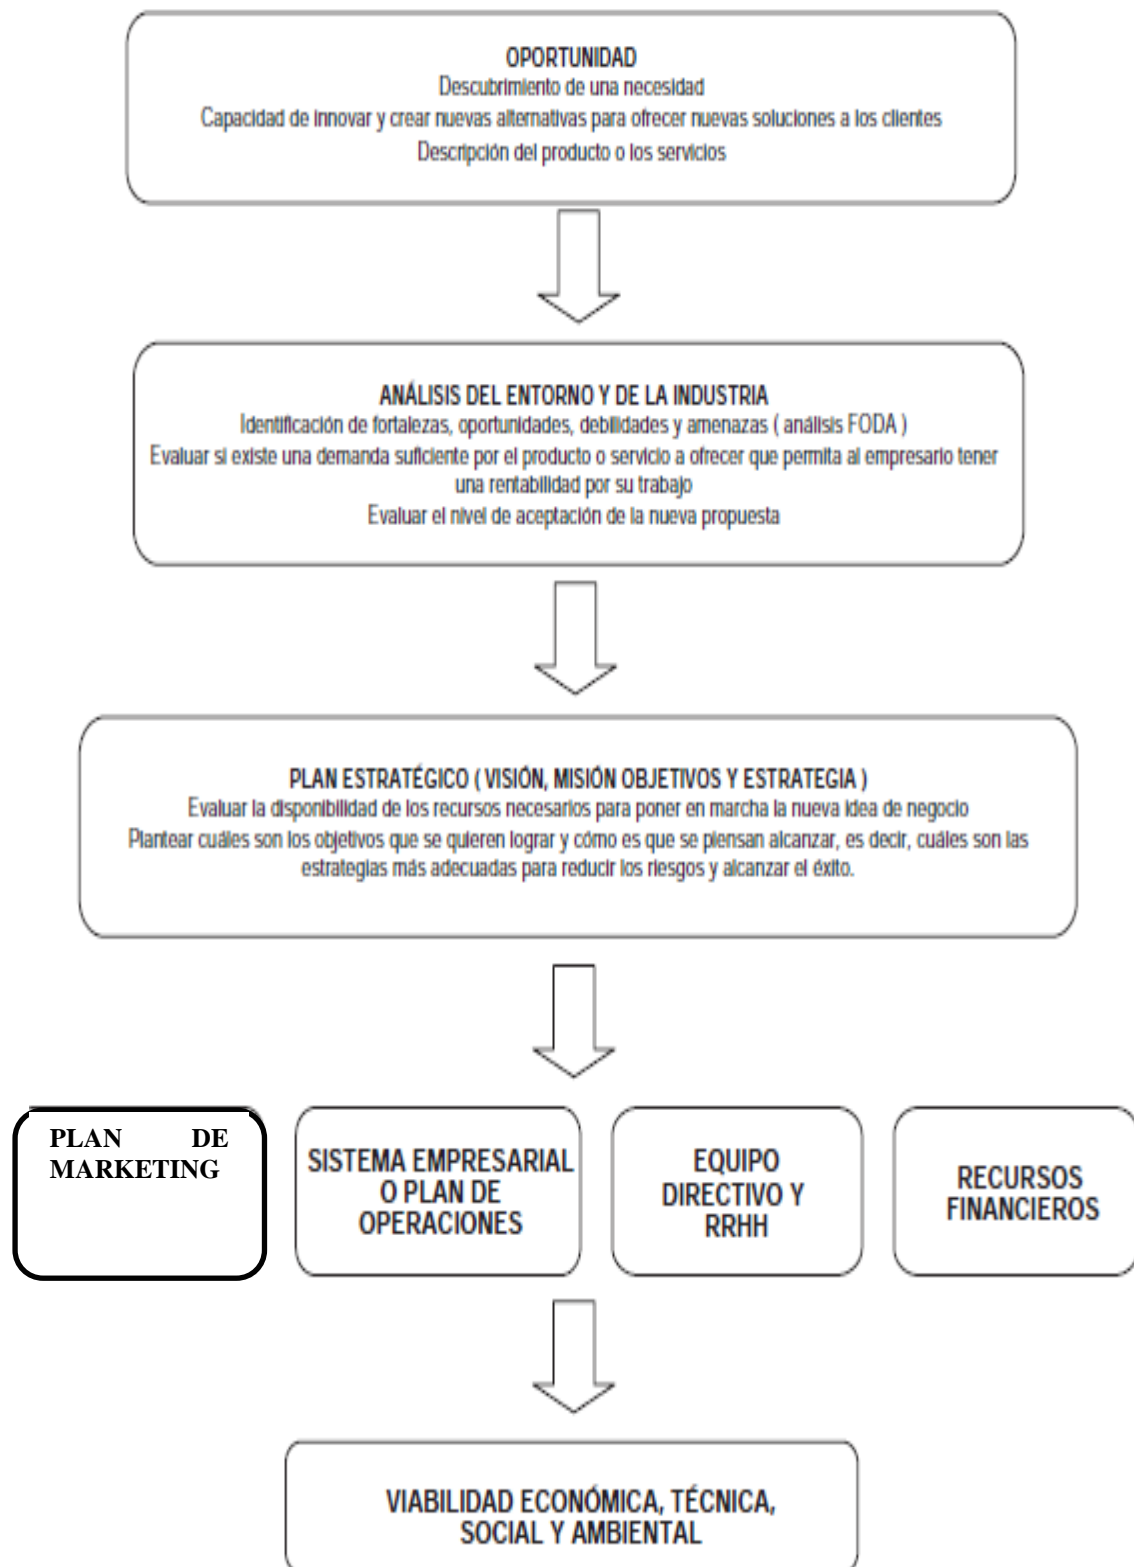 OPORTUNIDAD
Descubrimiento de una necesidad
Capacidad de innovar y crear nuevas alternativas para ofrecer nuevas soluciones a los clientes
Descripción del producto o los servicios
ANÁLISIS DEL ENTORNO Y DE LA INDUSTRIA
Identificación de fortalezas, oportunidades, debilidades y amenazas ( análisis FODA )
Evaluar si existe una demanda suficiente por el producto o servicio a ofrecer que permita al empresario tener
una rentabilidad por su trabajo
Evaluar el nivel de aceptación de la nueva propuesta
PLAN ESTRATÉGICO ( VISIÓN, MISIÓN OBJETIVOS Y ESTRATEGIA )
Evaluar la disponibilidad de los recursos necesarios para poner en marcha la nueva idea de negocio
Plantear cuáles son los objetivos que se quieren lograr y cómo es que se piensan alcanzar, es decir, cuáles son las
estrategias más adecuadas para reducir los riesgos y alcanzar el éxito.
PLAN DE
MARKETING
SISTEMA EMPRESARIAL
O PLAN DE
OPERACIONES
EQUIPO
DIRECTIVO Y
RRHH
RECURSOS
FINANCIEROS
VIABILIDAD ECONÓMICA, TÉCNICA,
SOCIAL Y AMBIENTAL